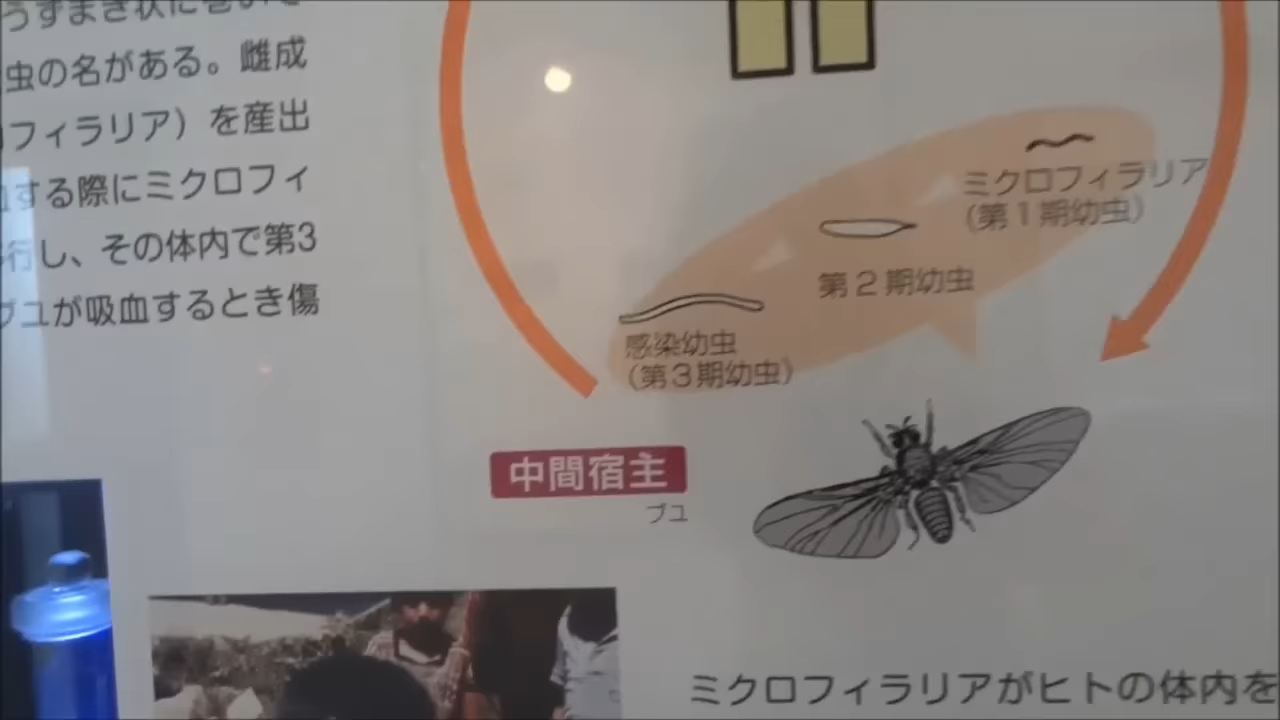 うずまき状に巻いて
虫の名がある。雌成
フィラリア）を産出
する際にミクロフィ
行し、その体内で第3
ブユが吸血するとき傷
ミクロフィラリア
（第１期幼虫）
第２期幼虫
感染幼虫
（第３期幼虫）
中間宿主
ブユ
ミクロフィラリアがヒトの体内を